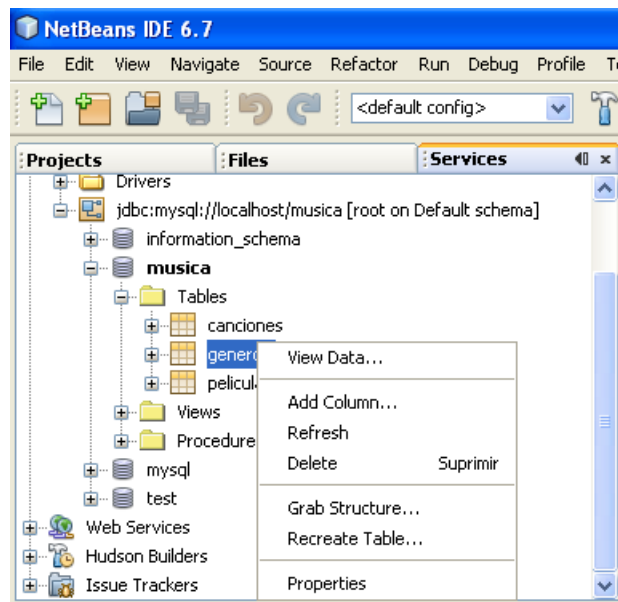 NetBeans IDE 6.7
File Edit View Navigate Source Refactor Run Debug Profile
<default config>
Projects Files Services
Drivers
jdbc:mysql://localhost/musica [root on Default schema]
information_schema
musica
Tables
canciones
View Data...
Add Column...
Refresh
Delete Suprimir
Grab Structure...
Recreate Table...
Properties
Views
Procedure
mysql
test
Web Services
Hudson Builders
Issue Trackers